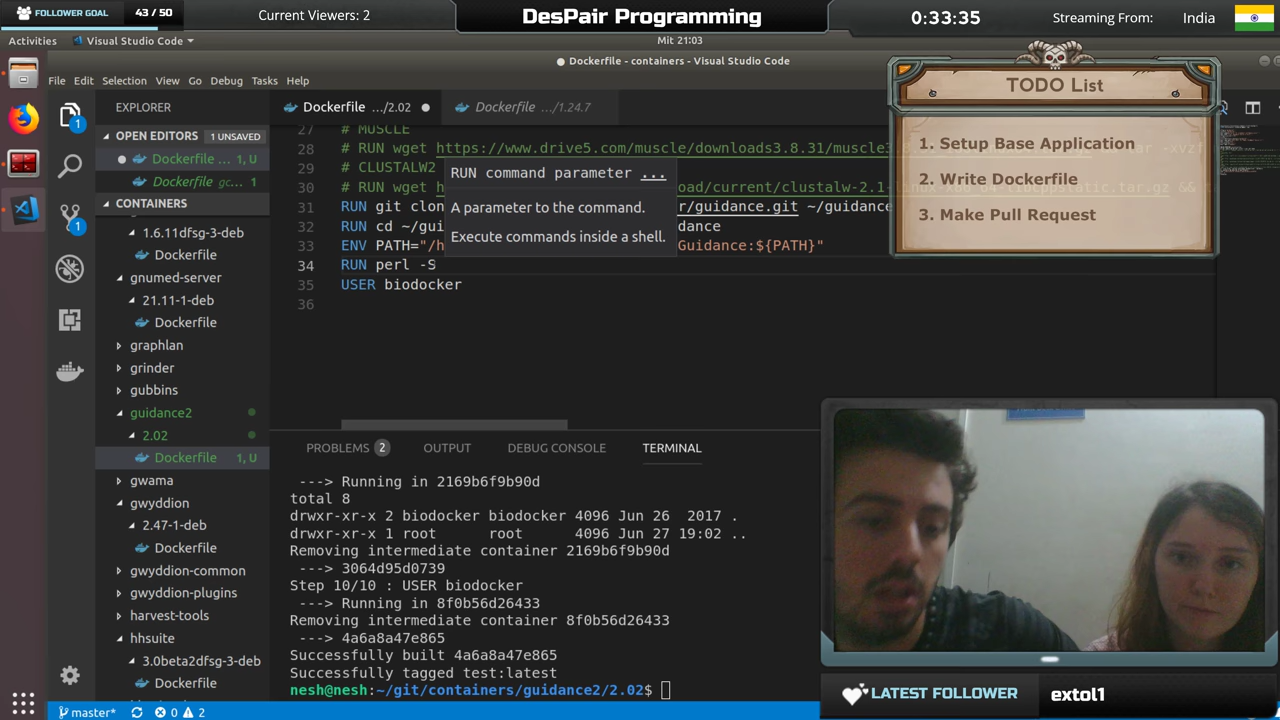 FOLLOWER GOAL 43 / 50
Current Viewers: 2
DesPair Programming
0:33:35
Streaming From: India
Activities Visual Studio Code
Mit 21:03
Dockerfile - containers - Visual Studio Code
File Edit Selection View Go Debug Tasks Help
TODO List
1. Setup Base Application
2. Write Dockerfile
3. Make Pull Request
EXPLORER
OPEN EDITORS 1 UNSAVED
Dockerfile ... 1, U
Dockerfile gc... 1
CONTAINERS
1.6.11dfsg-3-deb
Dockerfile
gnumed-server
21.11-1-deb
Dockerfile
graphlan
grinder
gubbins
guidance2
2.02
Dockerfile 1, U
gwama
gwyddion
2.47-1-deb
Dockerfile
gwyddion-common
gwyddion-plugins
harvest-tools
hhsuite
3.0beta2dfsg-3-deb
Dockerfile
1
1
Dockerfile .../2.02
Dockerfile .../1.24.7
27 # MUSCLE
28 # RUN wget https://www.drive5.com/muscle/downloads3.8.31/muscle3
29 # CLUSTALW2
30 # RUN wget h oad/current/clustalw-2.1-
31 RUN git clon r/guidance.git ~/guidance
32 RUN cd ~/gui dance
33 ENV PATH="/h Guidance:${PATH}"
34 RUN perl -S
35 USER biodocker
36
RUN command parameter ...
A parameter to the command.
Execute commands inside a shell.
PROBLEMS 2 OUTPUT DEBUG CONSOLE TERMINAL
---> Running in 2169b6f9b90d
total 8
drwxr-xr-x 2 biodocker biodocker 4096 Jun 26 2017 .
drwxr-xr-x 1 root root 4096 Jun 27 19:02 ..
Removing intermediate container 2169b6f9b90d
---> 3064d95d0739
Step 10/10 : USER biodocker
---> Running in 8f0b56d26433
Removing intermediate container 8f0b56d26433
---> 4a6a8a47e865
Successfully built 4a6a8a47e865
Successfully tagged test:latest
nesh@nesh:~/git/containers/guidance2/2.02$
master* 0 2
LATEST FOLLOWER extol1